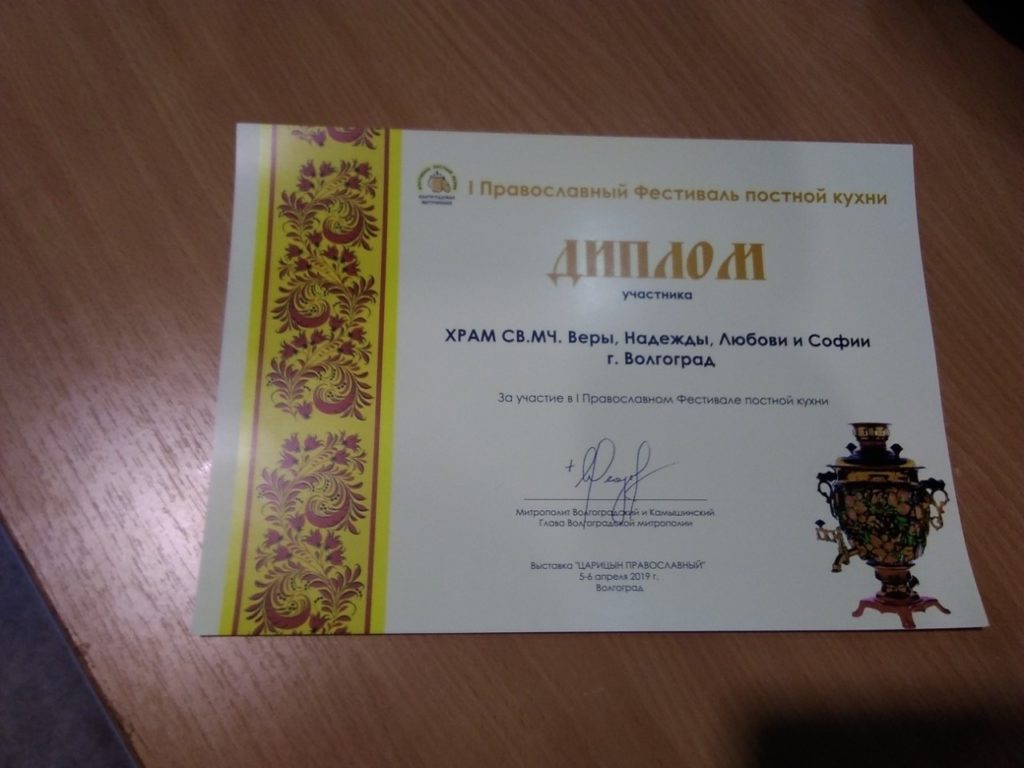 I Православный Фестиваль постной кухни
ДИПЛОМ
участника
ХРАМ СВ.МЧ. Веры, Надежды, Любови и Софии
г. Волгоград
За участие в I Православном Фестивале постной кухни
Митрополит Волгоградский и Камышинский
Глава Волгоградской митрополии
Выставка "ЦАРИЦЫН ПРАВОСЛАВНЫЙ"
5-6 апреля 2019 г.
Волгоград